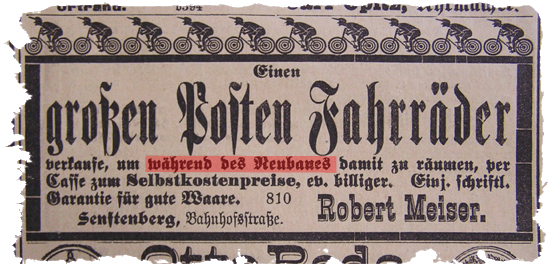 Einen
großen Posten Fahrräder
verkaufe, um während des Neubaues damit zu räumen, per
Casse zum Selbstkostenpreise, ev. billiger. Einj. schriftl.
Garantie für gute Waare. 810
Senftenberg, Bahnhofstraße. Robert Meiser.